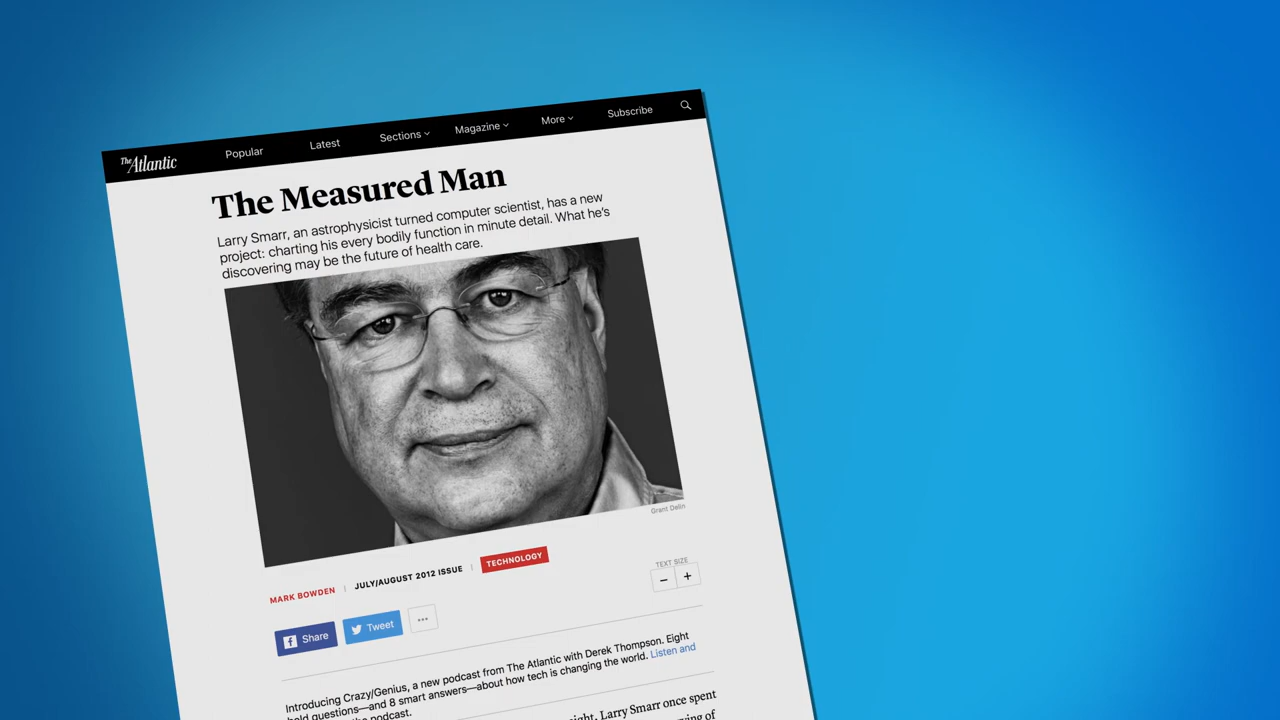 The Atlantic
Popular
Latest
Sections
Magazine
More
Subscribe
The Measured Man
Larry Smarr, an astrophysicist turned computer scientist, has a new
project: charting his every bodily function in minute detail. What he's
discovering may be the future of health care.
Grant Delin
MARK BOWDEN | JULY/AUGUST 2012 ISSUE | TECHNOLOGY
TEXT SIZE
− +
Share
Tweet
...
Introducing Crazy/Genius, a new podcast from The Atlantic with Derek Thompson. Eight
questions—and 8 smart answers—about how tech is changing the world. Listen and
podcast.
Larry Smarr once spent
of